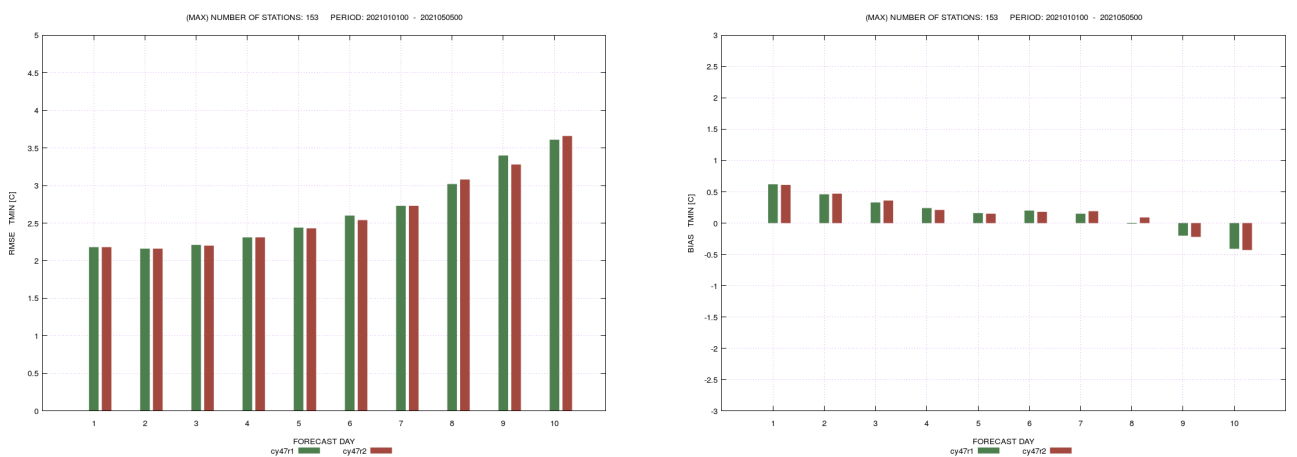 (MAX) NUMBER OF STATIONS: 153 PERIOD: 2021010100 - 2021050500
5
4.5
4
3.5
3
2.5
2
1.5
1
0.5
0
RMSE TMIN [C]
1 2 3 4 5 6 7 8 9 10
FORECAST DAY
cy47r1 cy47r2
(MAX) NUMBER OF STATIONS: 153 PERIOD: 2021010100 - 2021050500
3
2.5
2
1.5
1
0.5
0
-0.5
-1
-1.5
-2
-2.5
-3
BIAS TMIN [C]
1 2 3 4 5 6 7 8 9 10
FORECAST DAY
cy47r1 cy47r2